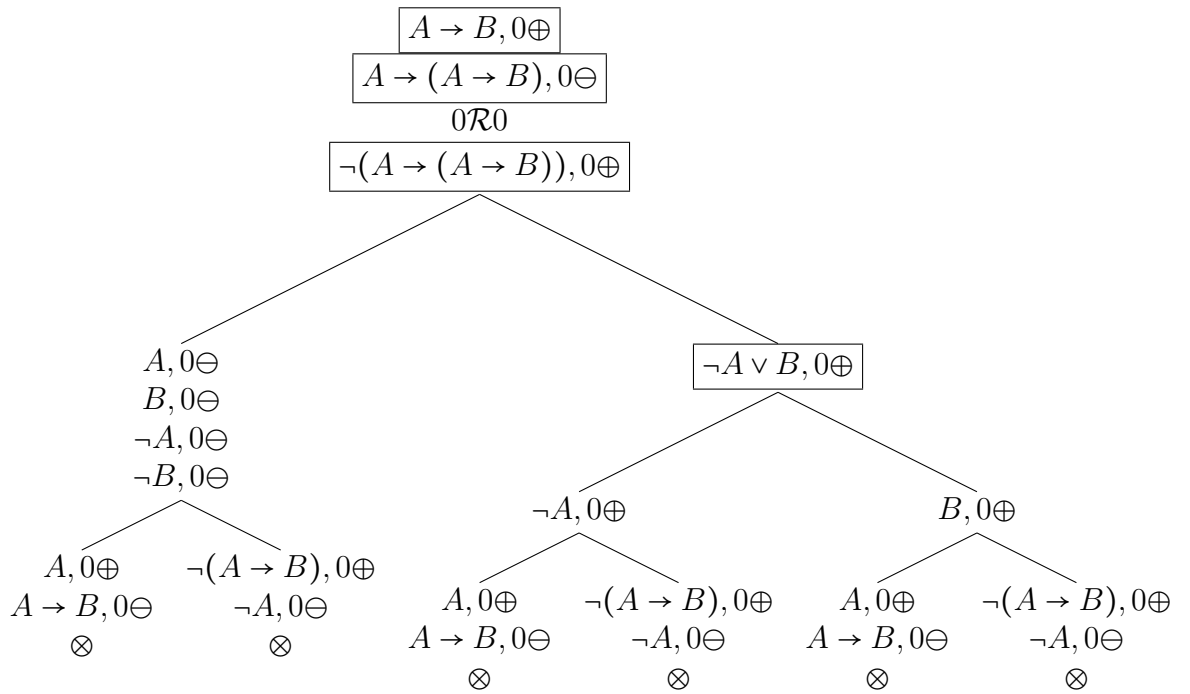 A → B, 0⊕
A → (A → B), 0⊖
0ℛ0
¬(A → (A → B)), 0⊕
A, 0⊖
B, 0⊖
¬A, 0⊖
¬B, 0⊖
A, 0⊕
A → B, 0⊖
⊗
¬(A → B), 0⊕
¬A, 0⊖
⊗
¬A ∨ B, 0⊕
¬A, 0⊕
A, 0⊕
A → B, 0⊖
⊗
¬(A → B), 0⊕
¬A, 0⊖
⊗
B, 0⊕
A, 0⊕
A → B, 0⊖
⊗
¬(A → B), 0⊕
¬A, 0⊖
⊗